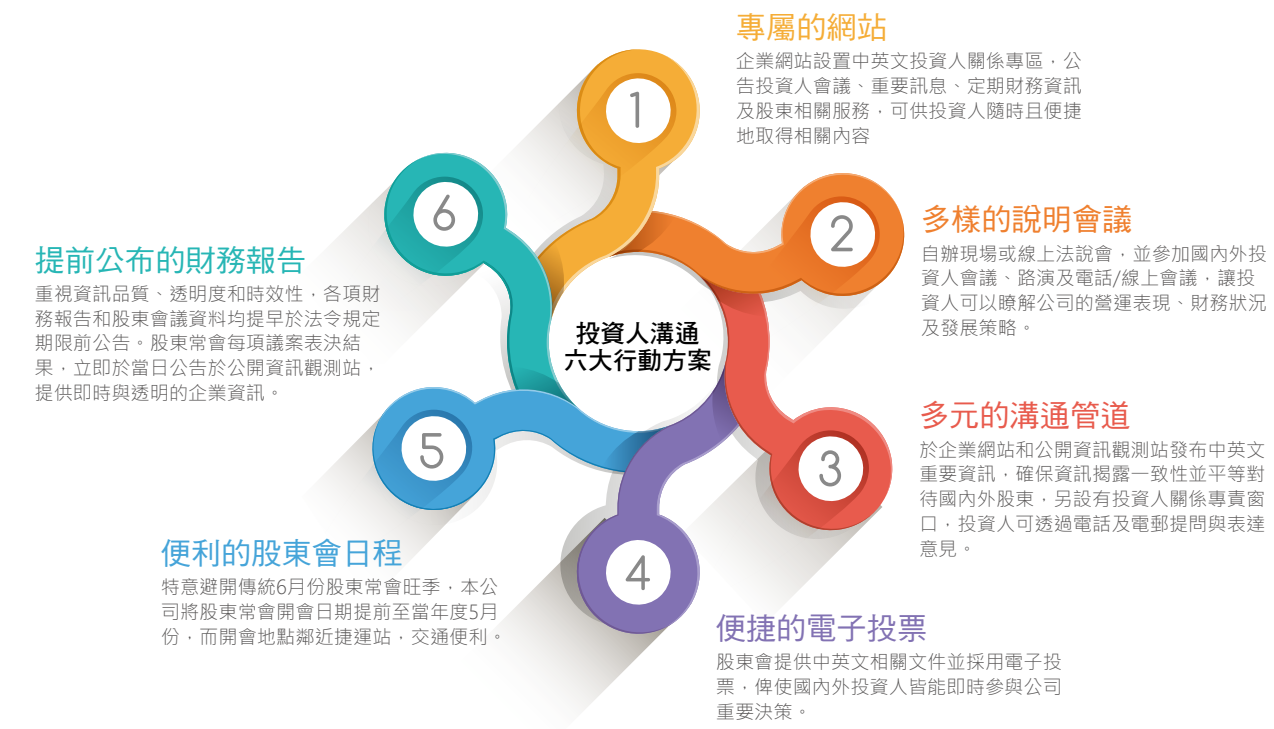 投資人溝通
六大行動方案
1
專屬的網站
企業網站設置中英文投資人關係專區，公
告投資人會議、重要訊息、定期財務資訊
及股東相關服務，可供投資人隨時且便捷
地取得相關內容
2
多樣的說明會議
自辦現場或線上法說會，並參加國內外投
資人會議、路演及電話/線上會議，讓投
資人可以瞭解公司的營運表現、財務狀況
及發展策略。
3
多元的溝通管道
於企業網站和公開資訊觀測站發布中英文
重要資訊，確保資訊揭露一致性並平等對
待國內外股東，另設有投資人關係專責窗
口，投資人可透過電話及電郵提問與表達
意見。
4
便捷的電子投票
股東會提供中英文相關文件並採用電子投
票，俾使國內外投資人皆能即時參與公司
重要決策。
5
便利的股東會日程
特意避開傳統6月份股東常會旺季，本公
司將股東常會開會日期提前至當年度5月
份，而開會地點鄰近捷運站，交通便利。
6
提前公布的財務報告
重視資訊品質、透明度和時效性，各項財
務報告和股東會議資料均提早於法令規定
期限前公告。股東常會每項議案表決結
果，立即於當日公告於公開資訊觀測站，
提供即時與透明的企業資訊。